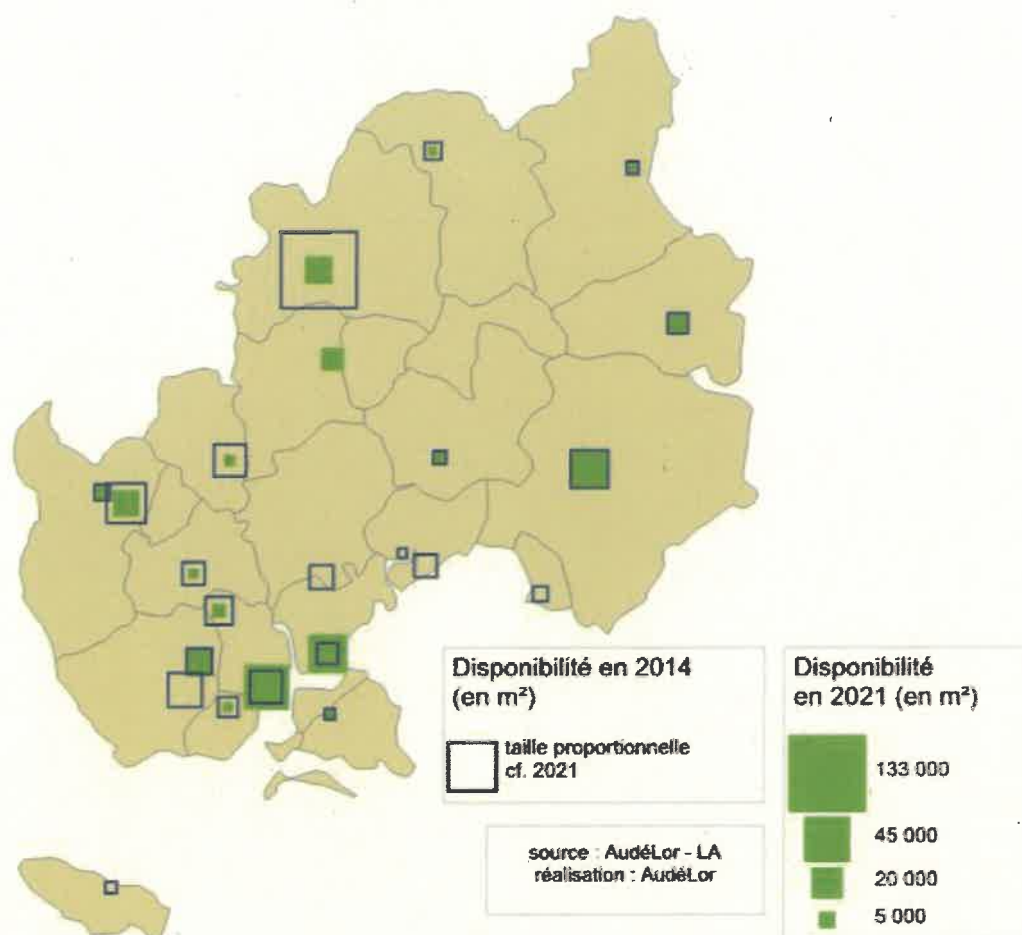 Disponibilité en 2014
(en m²)
taille proportionnelle
cf. 2021
source : AudéLor - LA
réalisation : AudéLor
Disponibilité
en 2021 (en m²)
133 000
45 000
20 000
5 000